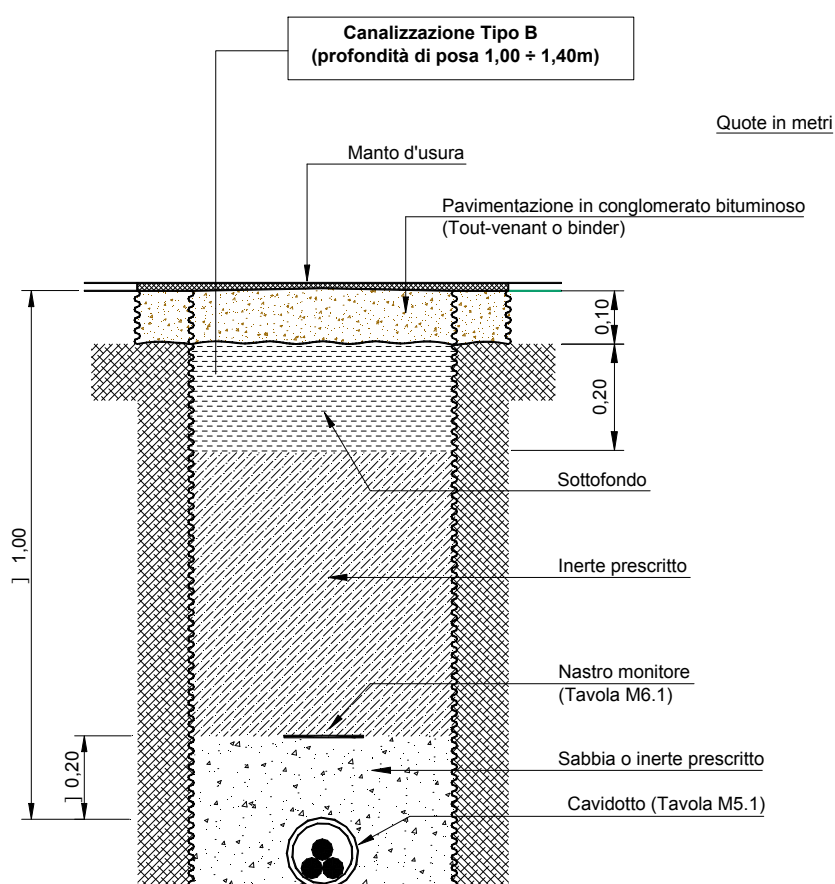 Canalizzazione Tipo B
(profondità di posa 1,00 ÷ 1,40m)
Quote in metri
Manto d'usura
Pavimentazione in conglomerato bituminoso
(Tout-venant o binder)
0,10
0,20
Sottofondo
] 1,00
Inerte prescritto
Nastro monitore
(Tavola M6.1)
] 0,20
Sabbia o inerte prescritto
Cavidotto (Tavola M5.1)